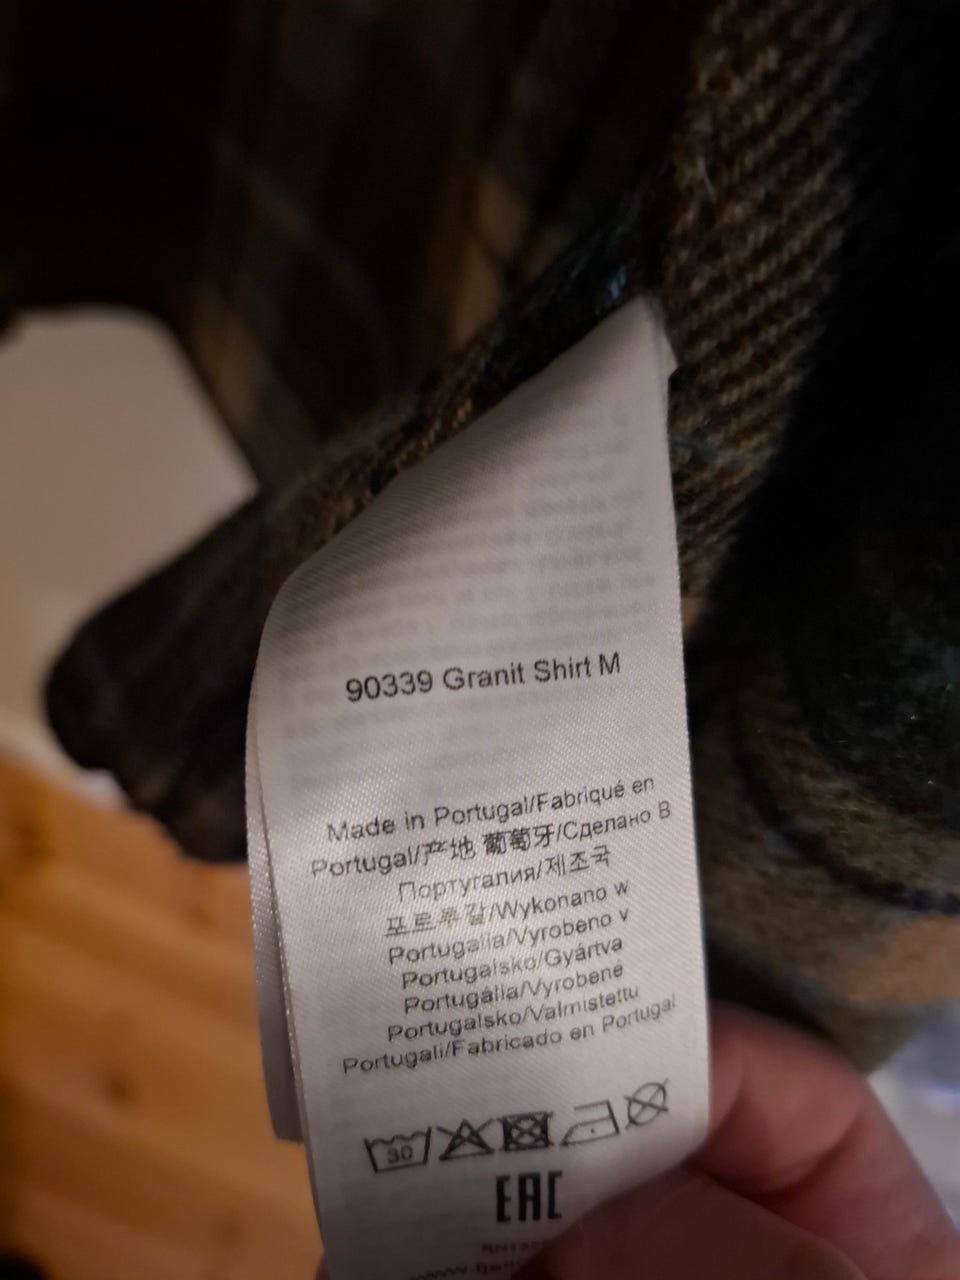 90339 Granit Shirt M
Made in Portugal/Fabriqué en
Portugal/产地 葡萄牙/Сделано В
Португалия/제조국
포르투갈/Wykonano w
Portugalia/Vyrobeno v
Portugalsko/Gyártva
Portugália/Vyrobené
Portugalsko/Valmistettu
Portugali/Fabricado en Portugal
30
EAC